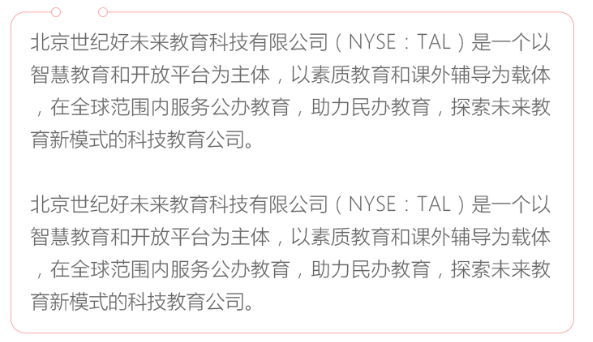 北京世纪好未来教育科技有限公司（NYSE：TAL）是一个以
智慧教育和开放平台为主体，以素质教育和课外辅导为载体
，在全球范围内服务公办教育，助力民办教育，探索未来教
育新模式的科技教育公司。
北京世纪好未来教育科技有限公司（NYSE：TAL）是一个以
智慧教育和开放平台为主体，以素质教育和课外辅导为载体
，在全球范围内服务公办教育，助力民办教育，探索未来教
育新模式的科技教育公司。